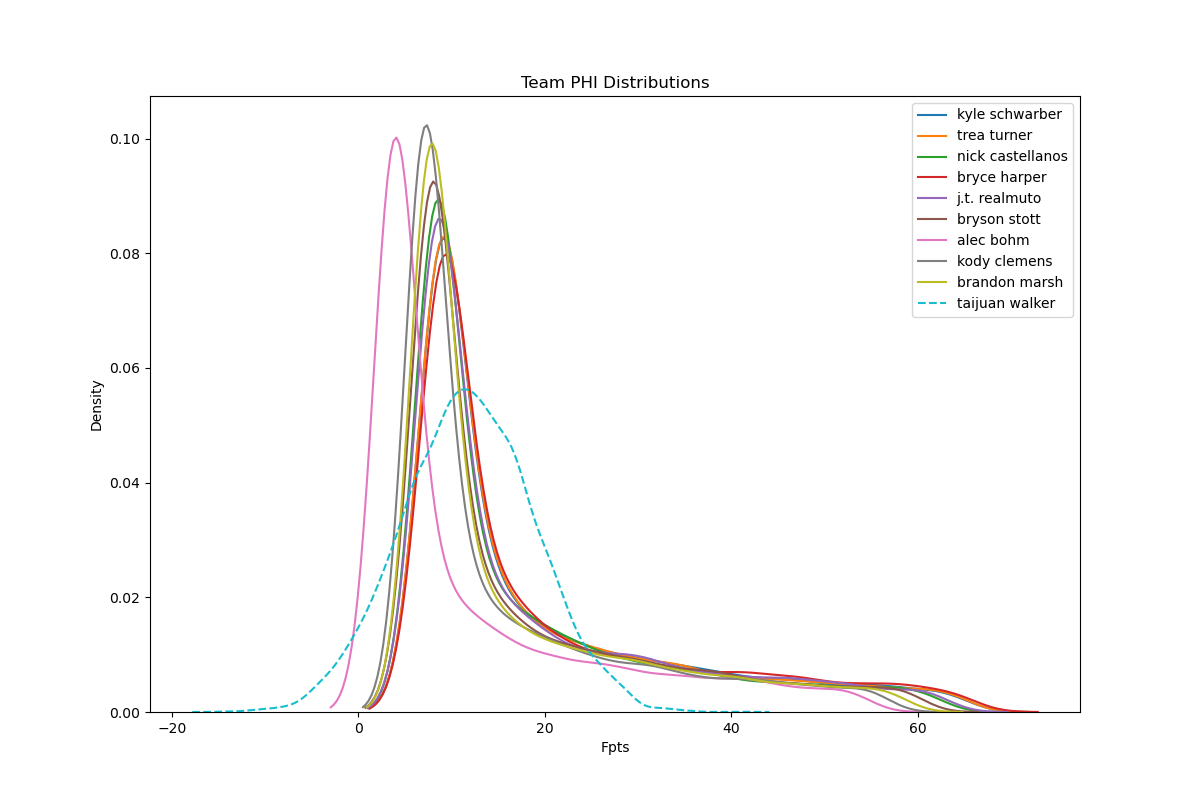 Team PHI Distributions
kyle schwarber
trea turner
nick castellanos
bryce harper
j.t. realmuto
bryson stott
alec bohm
kody clemens
brandon marsh
taijuan walker
0.10
0.08
0.06
0.04
0.02
0.00
Density
−20 0 20 40 60
Fpts